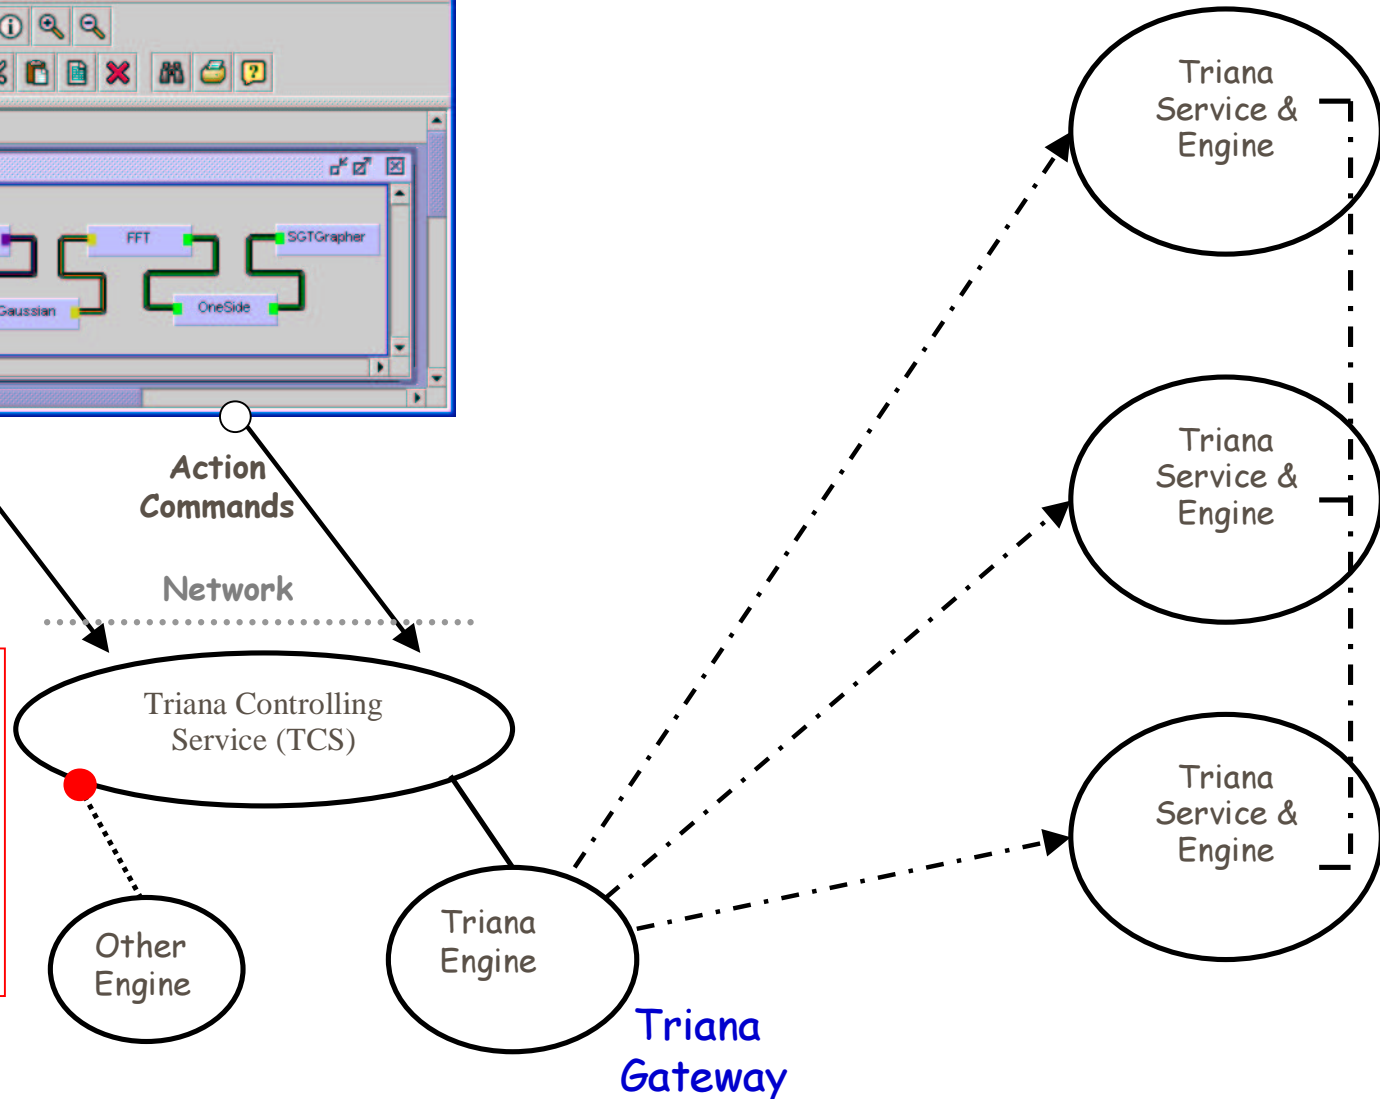 FFT
SGTGrapher
Gaussian
OneSide
Action
Commands
Network
Triana Controlling
Service (TCS)
Other
Engine
Triana
Engine
Triana
Gateway
Triana
Service &
Engine
Triana
Service &
Engine
Triana
Service &
Engine